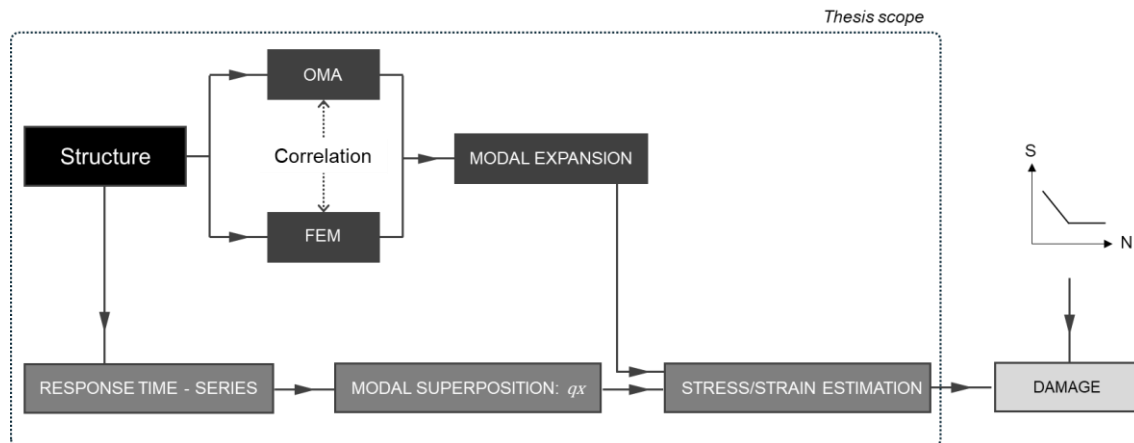 Thesis scope
OMA
Structure
Correlation
MODAL EXPANSION
FEM
S
N
RESPONSE TIME - SERIES
MODAL SUPERPOSITION: qx
STRESS/STRAIN ESTIMATION
DAMAGE